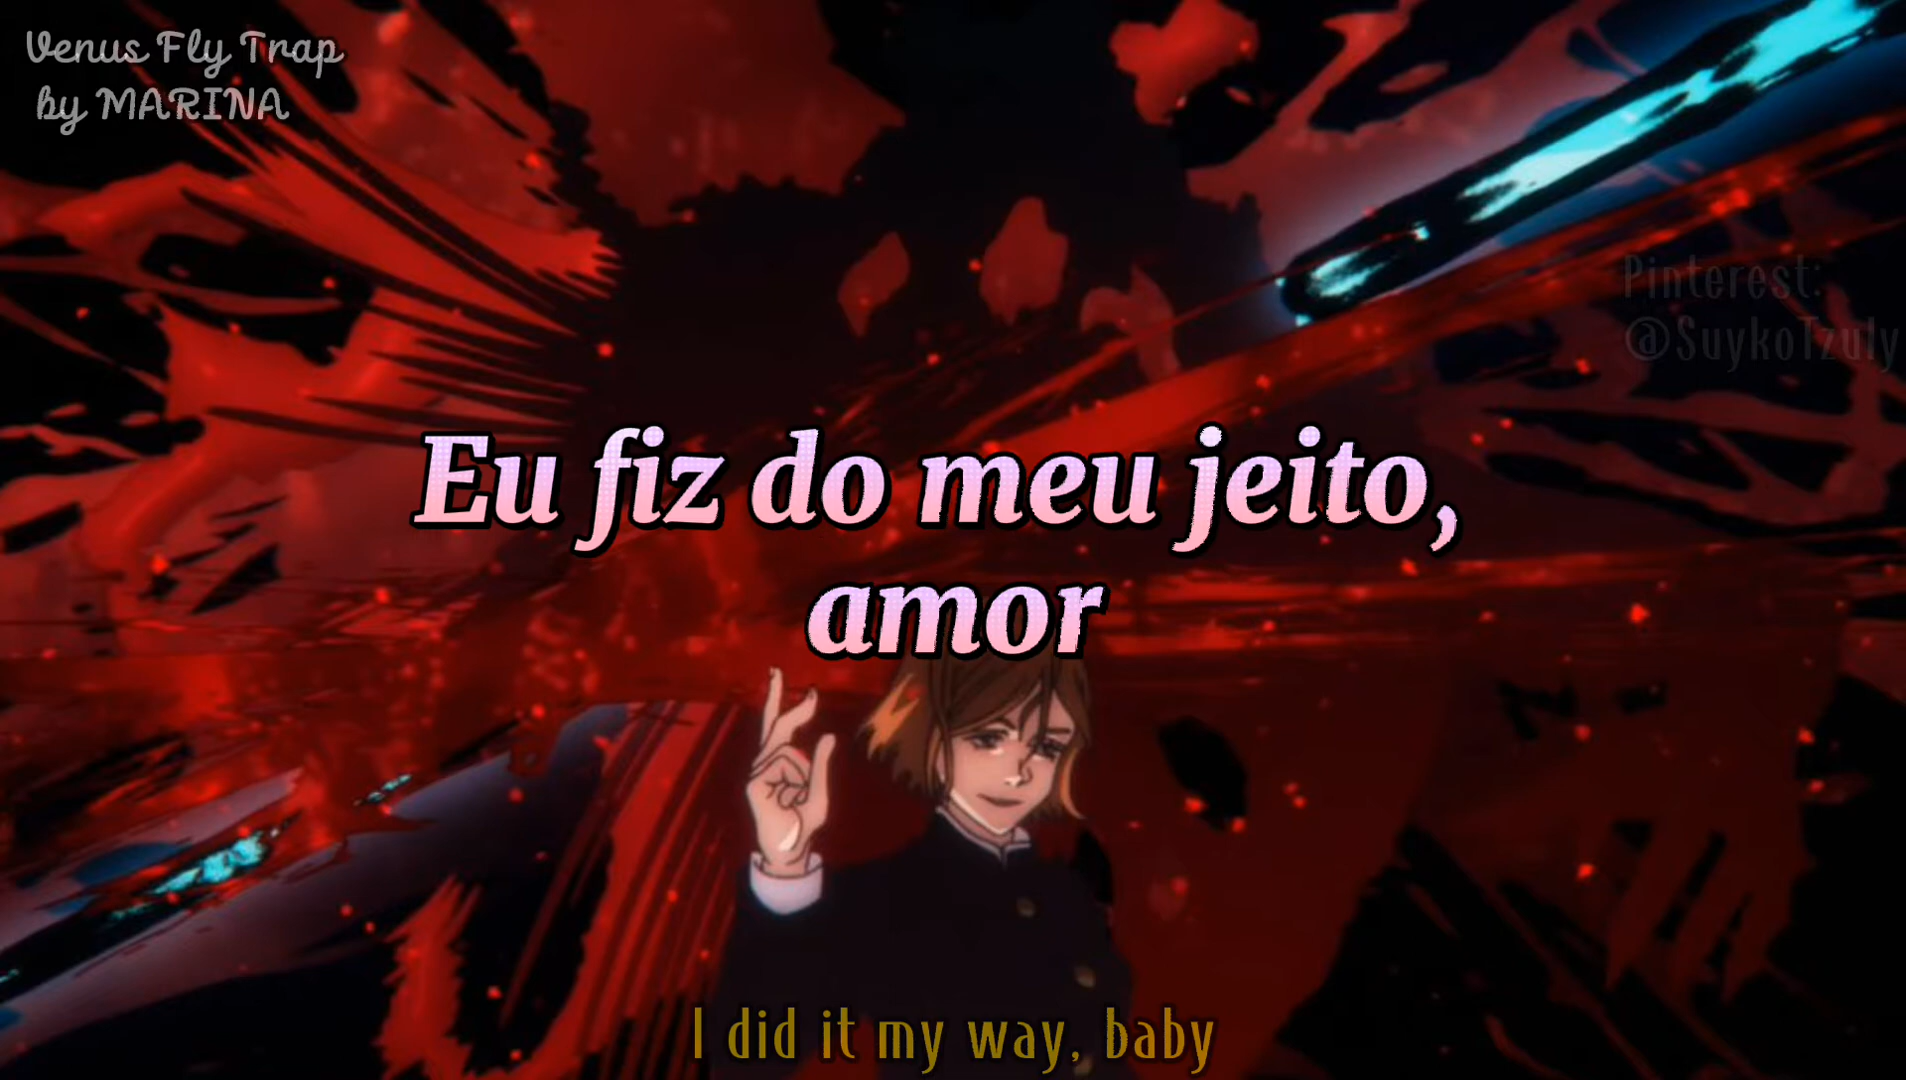 Venus Fly Trap
by MARINA
Pinterest:
@SuykoTzuly
Eu fiz do meu jeito,
amor
I did it my way, baby